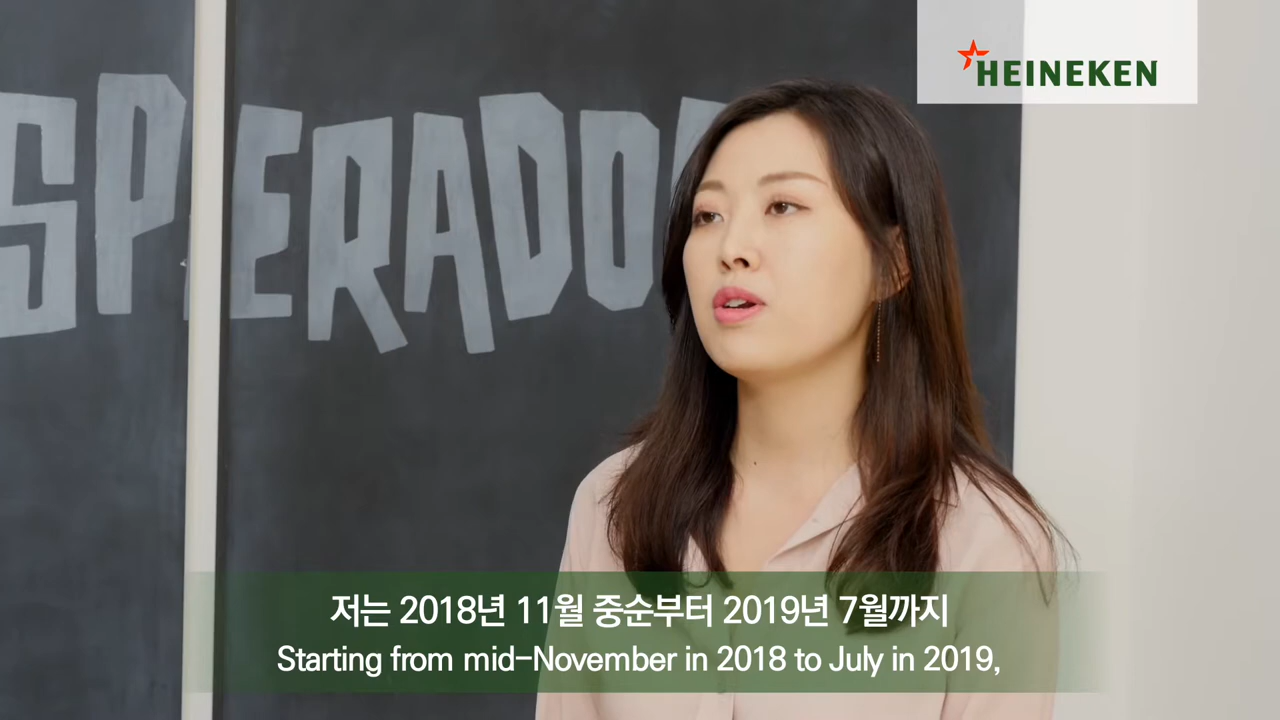 HEINEKEN
SPERADO
저는 2018년 11월 중순부터 2019년 7월까지
Starting from mid-November in 2018 to July in 2019,